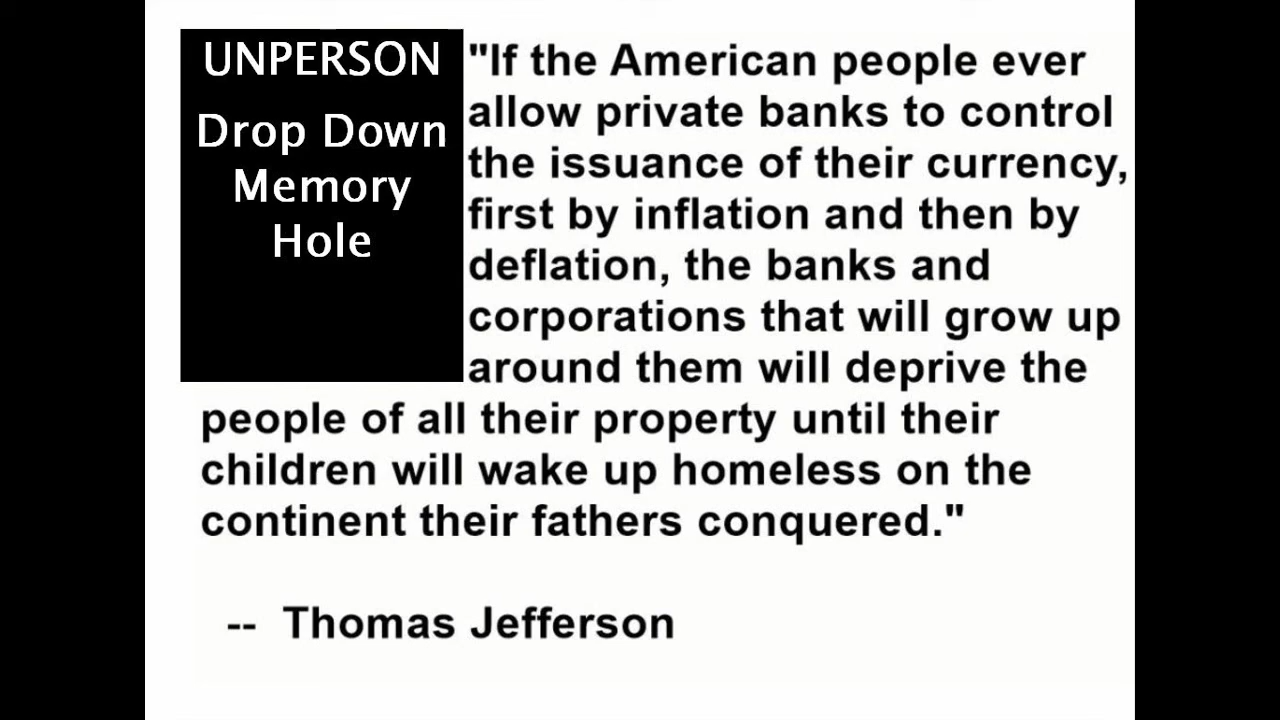 UNPERSON
Drop Down
Memory
Hole
"If the American people ever
allow private banks to control
the issuance of their currency,
first by inflation and then by
deflation, the banks and
corporations that will grow up
around them will deprive the
people of all their property until their
children will wake up homeless on the
continent their fathers conquered."
-- Thomas Jefferson